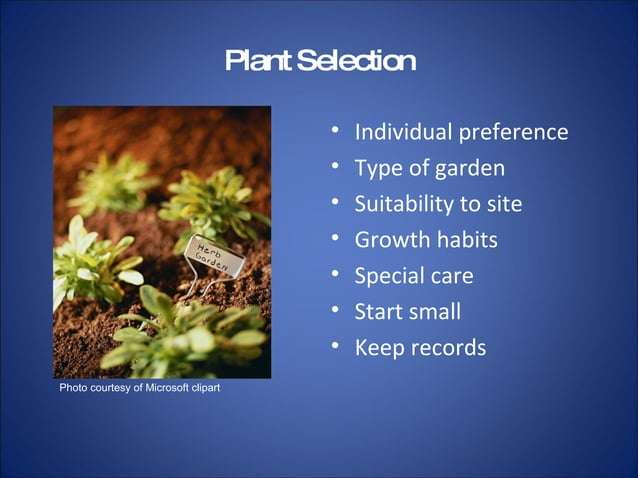 Plant Selection
Herb
Garden
• Individual preference
• Type of garden
• Suitability to site
• Growth habits
• Special care
• Start small
• Keep records
Photo courtesy of Microsoft clipart